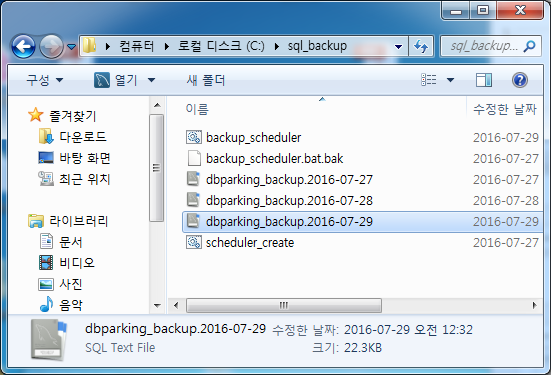 컴퓨터 ▸ 로컬 디스크 (C:) ▸ sql_backup
sql_backup...
구성 열기 새 폴더
이름 수정한 날짜
즐겨찾기
다운로드
바탕 화면
최근 위치
라이브러리
문서
비디오
사진
음악
backup_scheduler 2016-07-29
backup_scheduler.bat.bak 2016-07-29
dbparking_backup.2016-07-27 2016-07-27
dbparking_backup.2016-07-28 2016-07-28
dbparking_backup.2016-07-29 2016-07-29
scheduler_create 2016-07-27
dbparking_backup.2016-07-29 수정한 날짜: 2016-07-29 오전 12:32
SQL Text File 크기: 22.3KB